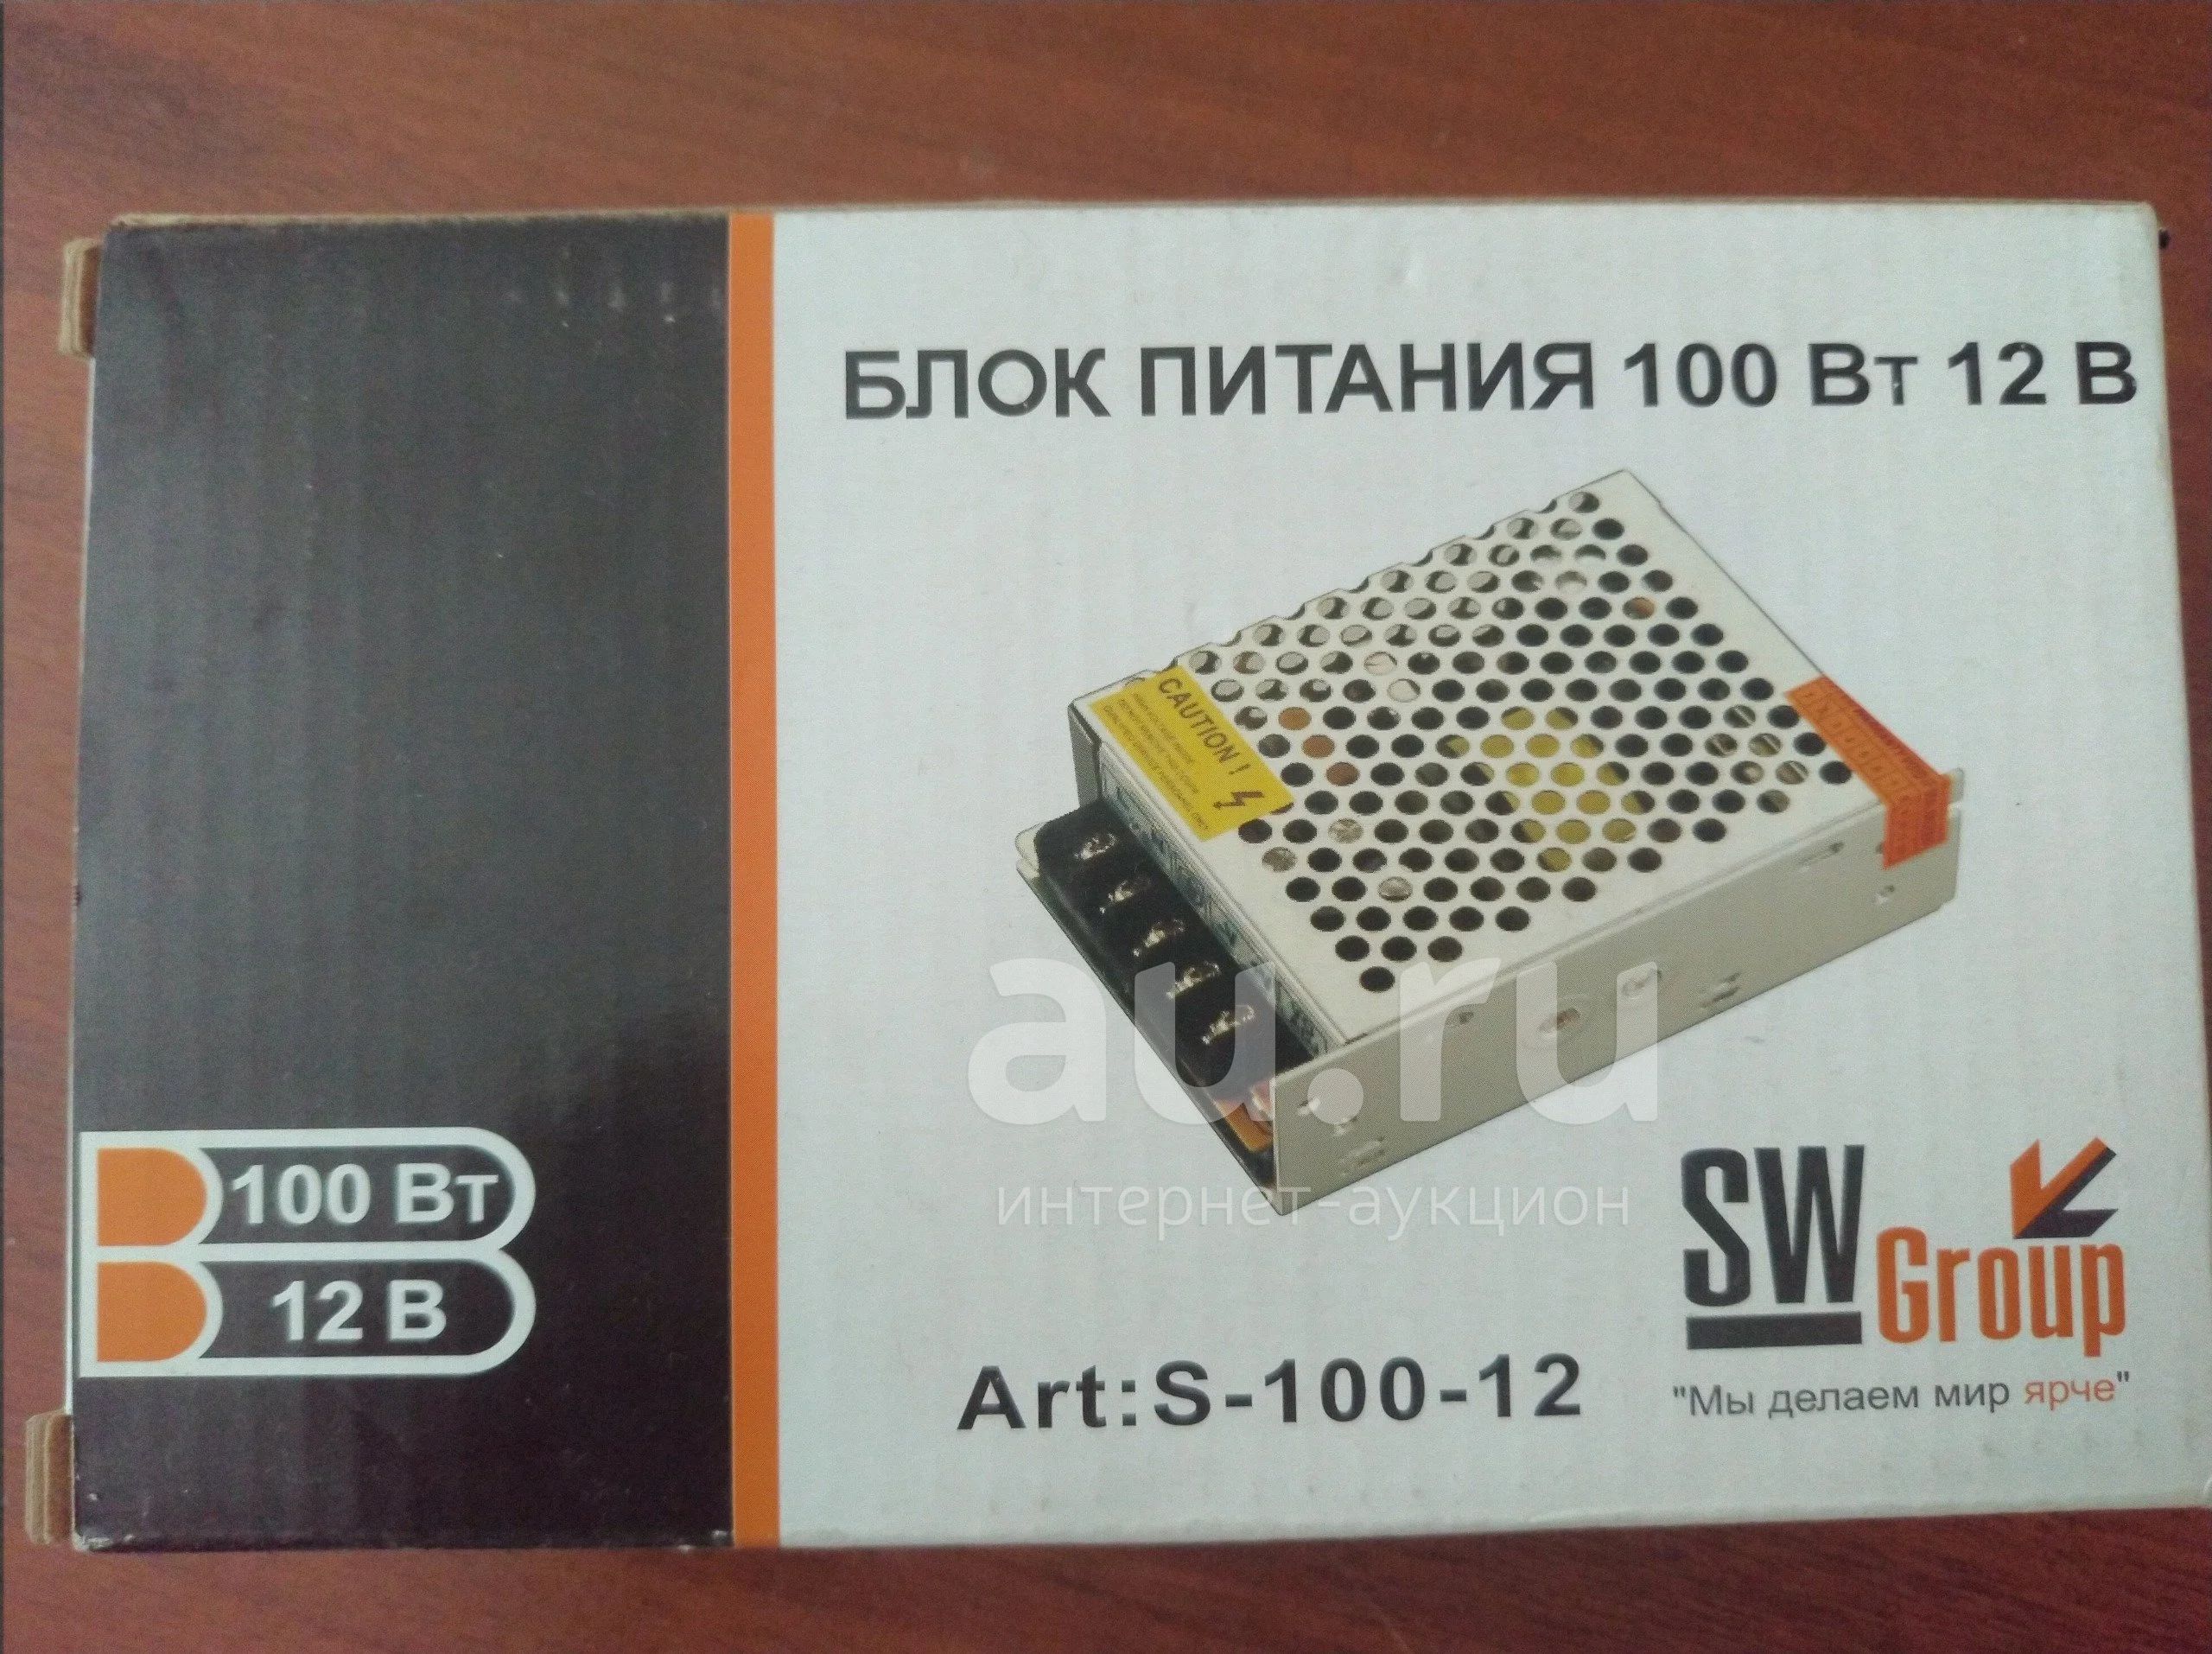 БЛОК ПИТАНИЯ 100 Вт 12 В
CAUTION !
au.ru
интернет-аукцион
100 Вт
12 В
SW
Group
"Мы делаем мир ярче"
Art:S-100-12